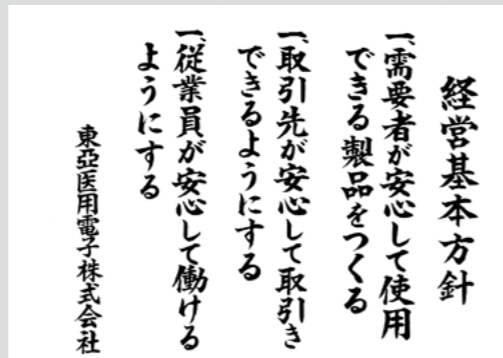 経営基本方針
一、需要者が安心して使用
できる製品をつくる
一、取引先が安心して取引き
できるようにする
一、従業員が安心して働ける
ようにする
東亞医用電子株式会社